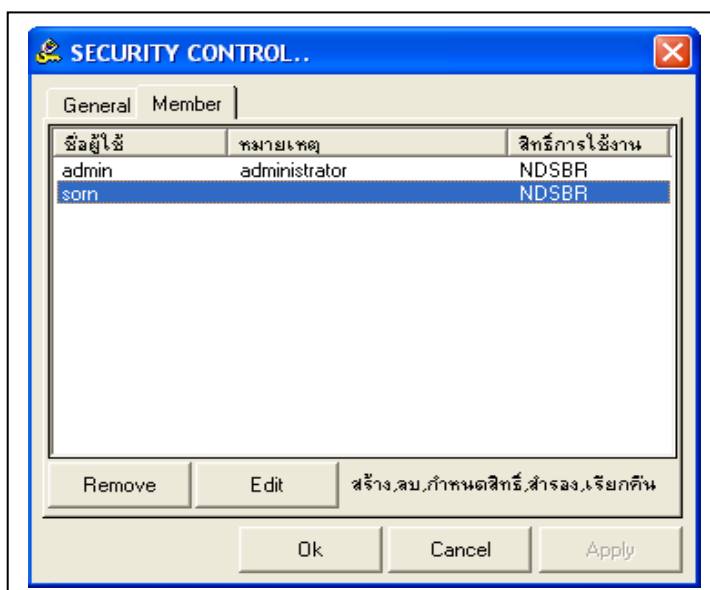 SECURITY CONTROL..
General Member
ชื่อผู้ใช้ หมายเหตุ สิทธิ์การใช้งาน
admin administrator NDSBR
sorn NDSBR
Remove Edit สร้าง,ลบ,กำหนดสิทธิ์,สำรอง,เรียกคืน
Ok Cancel Apply